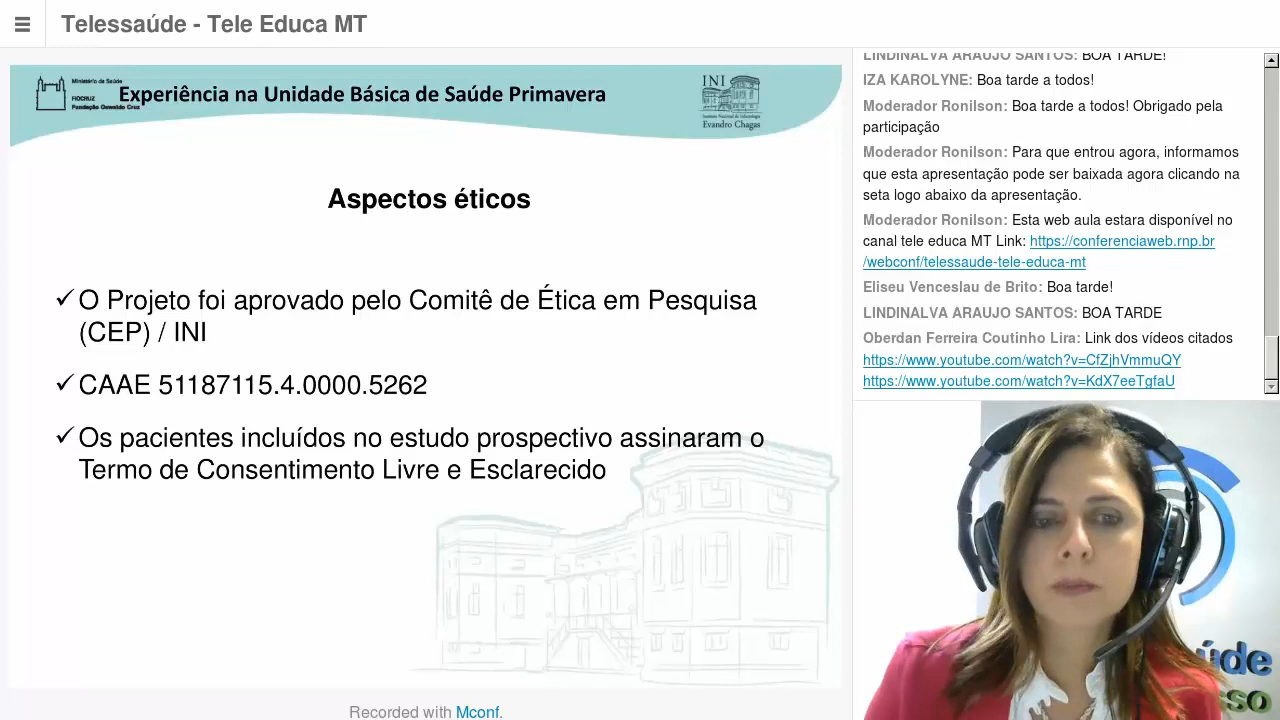 Telessaúde - Tele Educa MT
Ministério da Saúde
FIOCRUZ
Fundação Oswaldo Cruz
Experiência na Unidade Básica de Saúde Primavera
INI
Instituto Nacional de Infectologia
Evandro Chagas
Aspectos éticos
✓ O Projeto foi aprovado pelo Comitê de Ética em Pesquisa
(CEP) / INI
✓ CAAE 51187115.4.0000.5262
✓ Os pacientes incluídos no estudo prospectivo assinaram o
Termo de Consentimento Livre e Esclarecido
Recorded with Mconf.
LINDINALVA ARAUJO SANTOS: BOA TARDE!
IZA KAROLYNE: Boa tarde a todos!
Moderador Ronilson: Boa tarde a todos! Obrigado pela
participação
Moderador Ronilson: Para que entrou agora, informamos
que esta apresentação pode ser baixada agora clicando na
seta logo abaixo da apresentação.
Moderador Ronilson: Esta web aula estara disponível no
canal tele educa MT Link: https://conferenciaweb.rnp.br
/webconf/telessaude-tele-educa-mt
Eliseu Venceslau de Brito: Boa tarde!
LINDINALVA ARAUJO SANTOS: BOA TARDE
Oberdan Ferreira Coutinho Lira: Link dos vídeos citados
https://www.youtube.com/watch?v=CfZjhVmmuQY
https://www.youtube.com/watch?v=KdX7eeTgfaU
úde
so